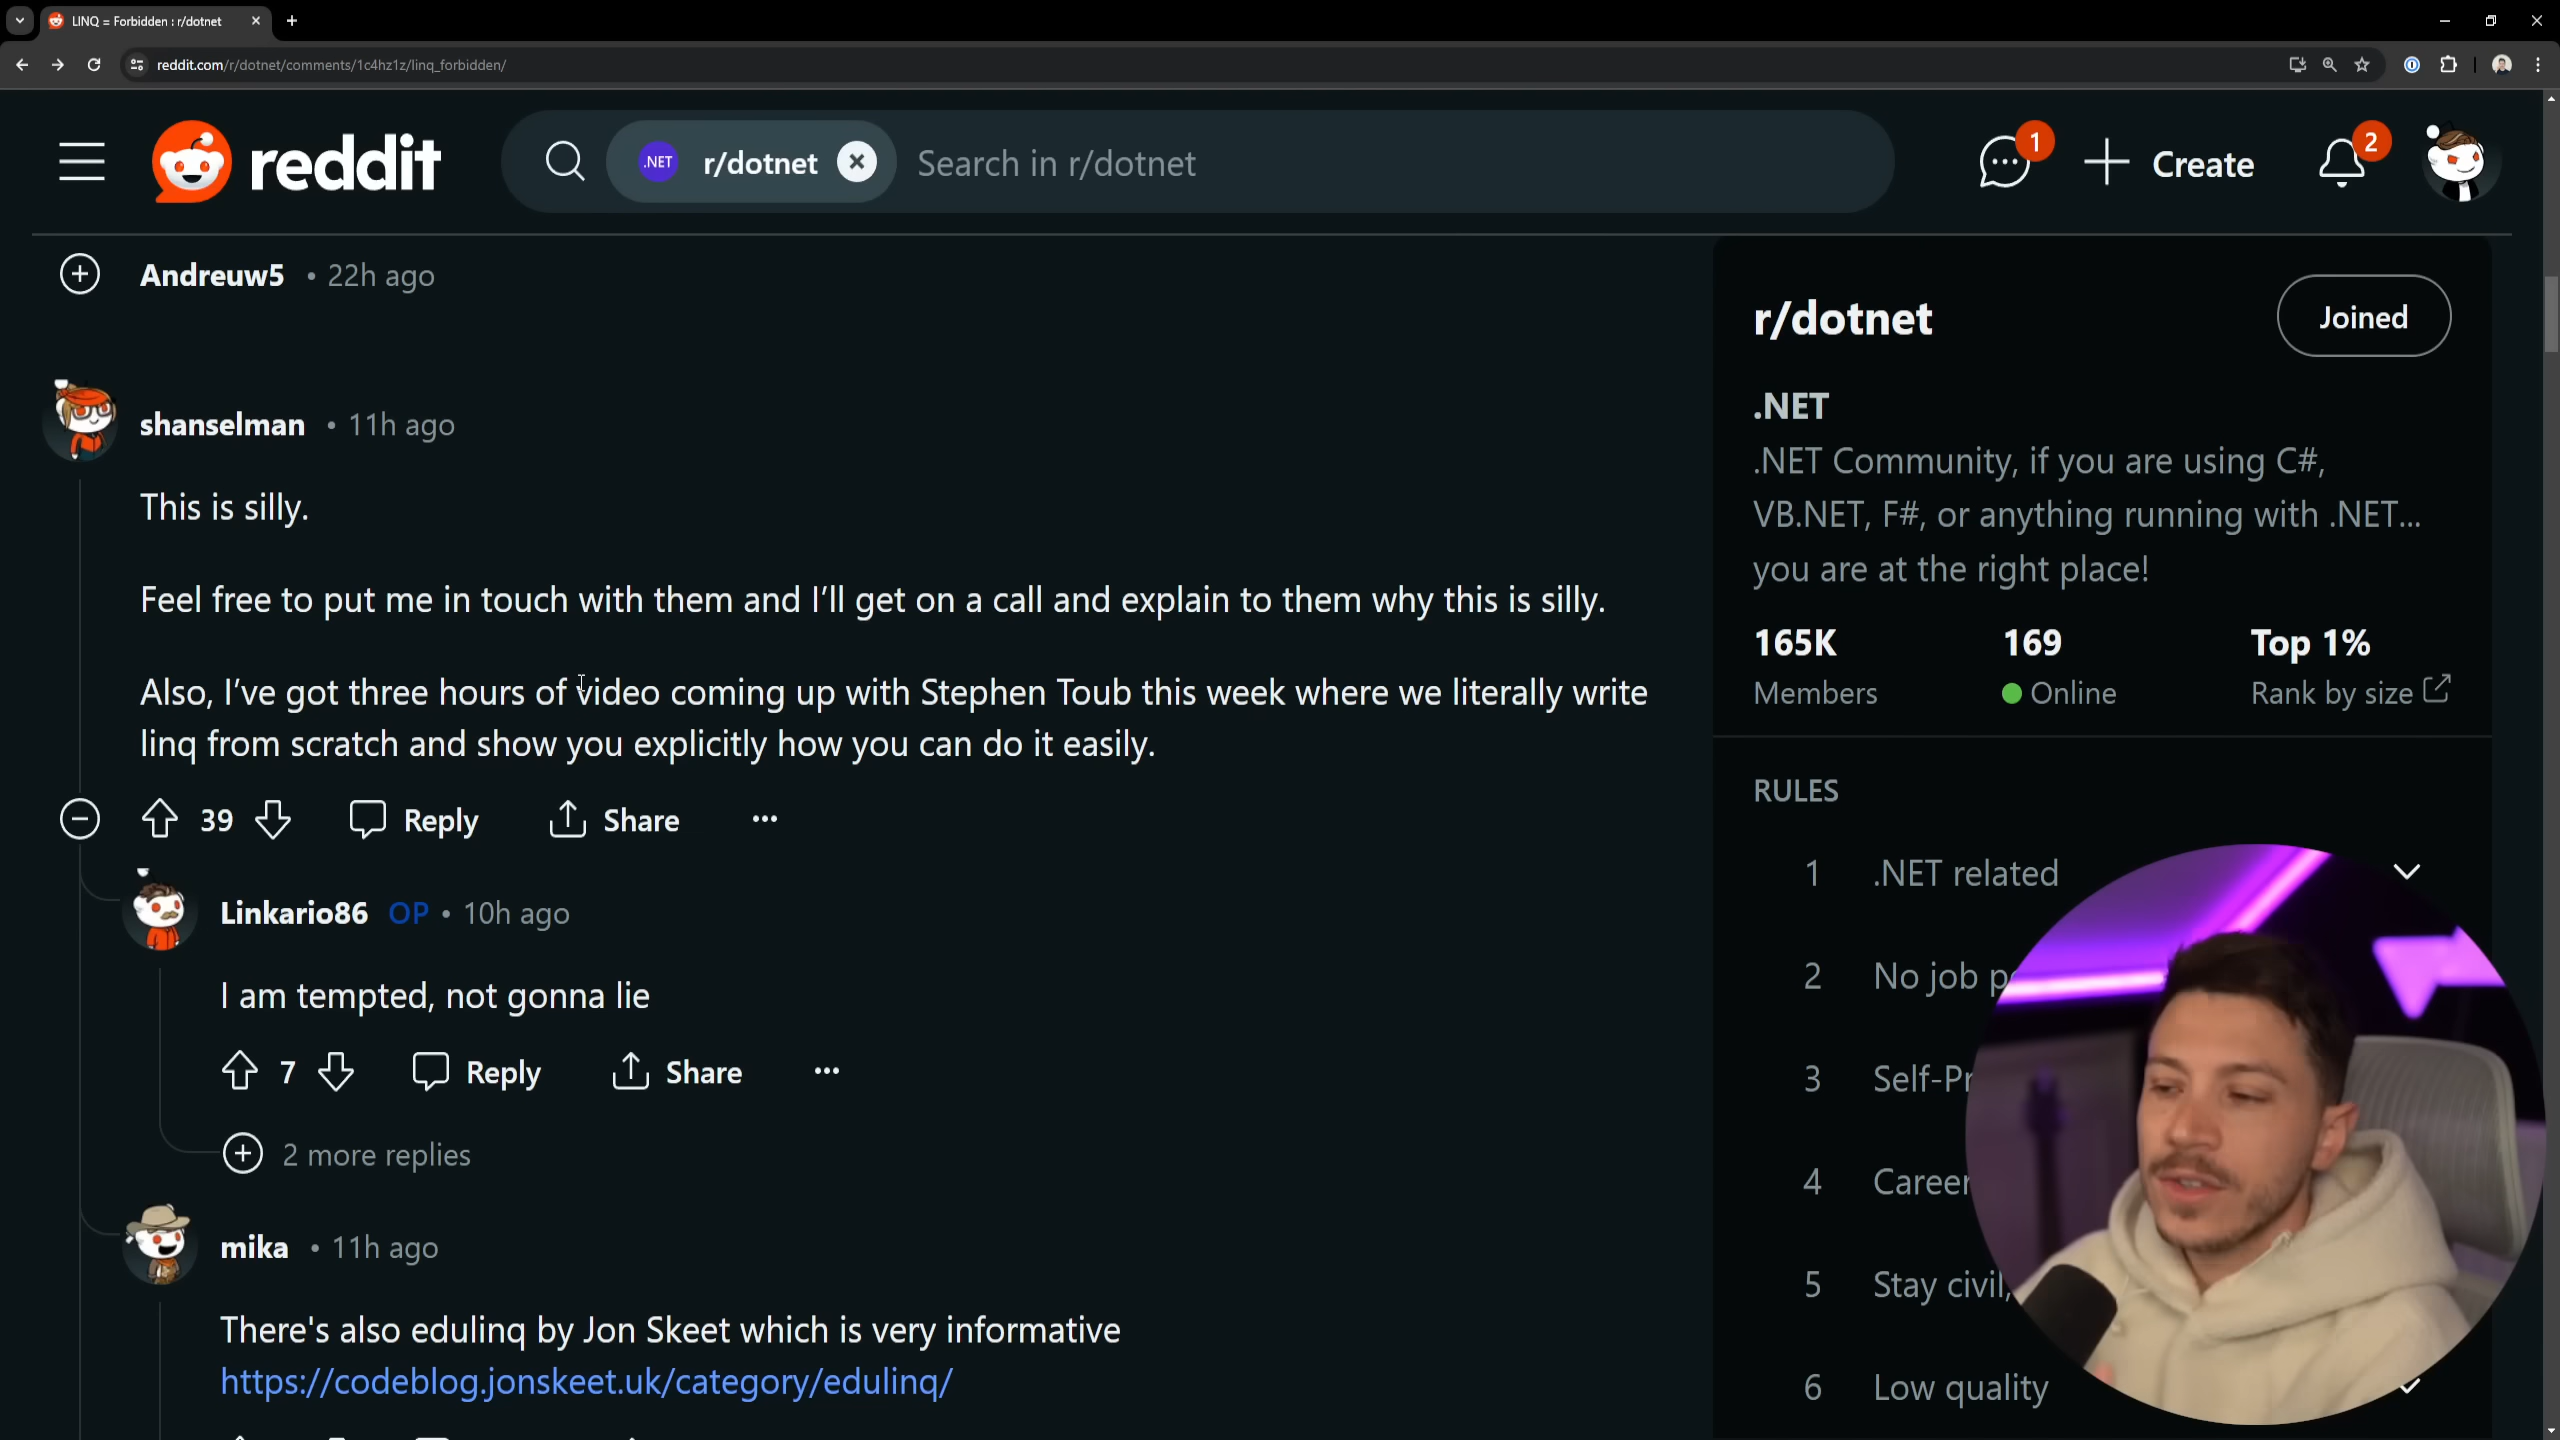 LINQ = Forbidden : r/dotnet
reddit.com/r/dotnet/comments/1c4hz1z/linq_forbidden/
reddit
.NET
r/dotnet
Search in r/dotnet
1
Create
2
Andreuw5 • 22h ago
shanselman • 11h ago
This is silly.
Feel free to put me in touch with them and I'll get on a call and explain to them why this is silly.
Also, I've got three hours of video coming up with Stephen Toub this week where we literally write
linq from scratch and show you explicitly how you can do it easily.
39
Reply
Share
Linkario86 OP • 10h ago
I am tempted, not gonna lie
7
Reply
Share
2 more replies
mika • 11h ago
There's also edulinq by Jon Skeet which is very informative
https://codeblog.jonskeet.uk/category/edulinq/
r/dotnet
Joined
.NET
.NET Community, if you are using C#,
VB.NET, F#, or anything running with .NET...
you are at the right place!
165K 169 Top 1%
Members Online Rank by size
RULES
1 .NET related
2 No job p
3 Self-Pr
4 Career
5 Stay civil,
6 Low quality